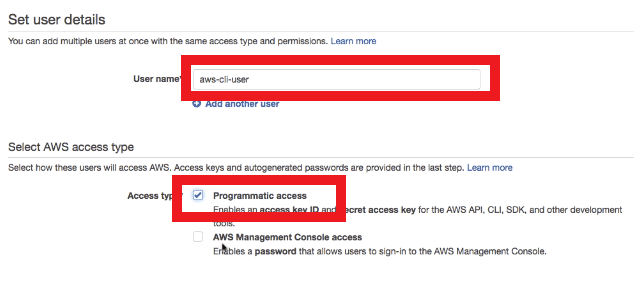 Set user details
You can add multiple users at once with the same access type and permissions. Learn more
User name* aws-cli-user
Add another user
Select AWS access type
Select how these users will access AWS. Access keys and autogenerated passwords are provided in the last step. Learn more
Access type Programmatic access
Enables an access key ID and secret access key for the AWS API, CLI, SDK, and other development
tools.
AWS Management Console access
Enables a password that allows users to sign-in to the AWS Management Console.